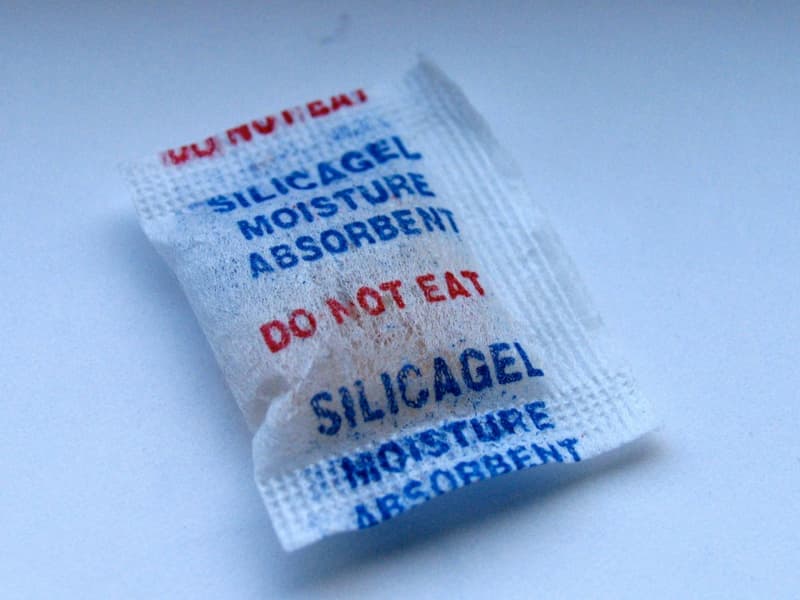 DO NOT EAT
SILICAGEL
MOISTURE
ABSORBENT
DO NOT EAT
SILICAGEL
MOISTURE
ABSORBENT